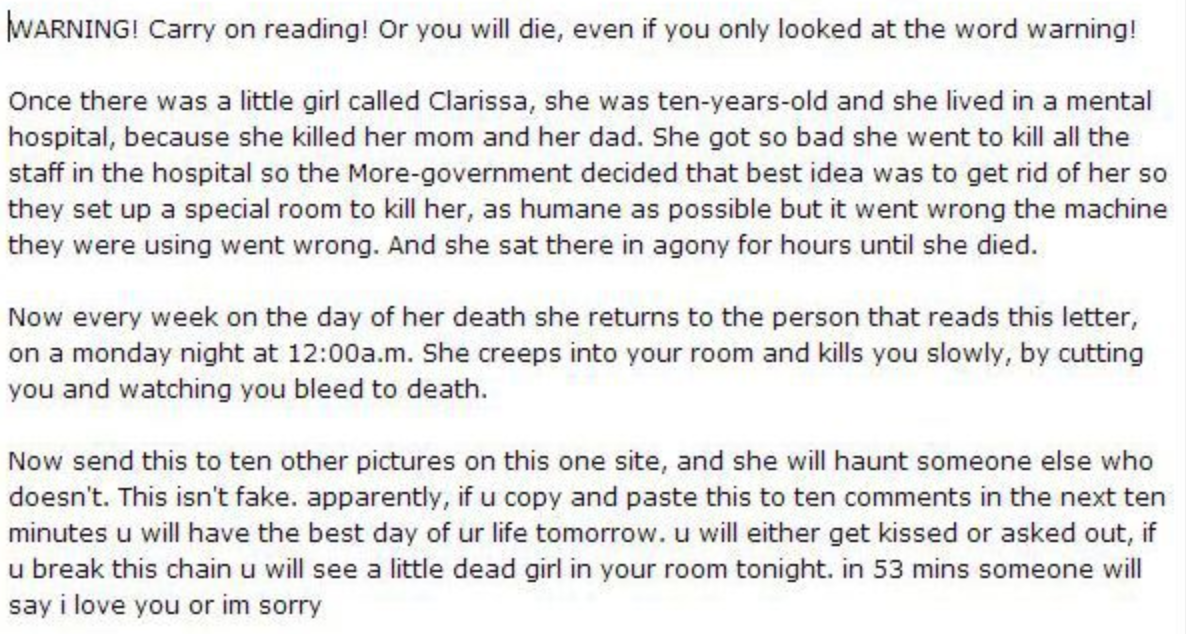 WARNING! Carry on reading! Or you will die, even if you only looked at the word warning!
Once there was a little girl called Clarissa, she was ten-years-old and she lived in a mental
hospital, because she killed her mom and her dad. She got so bad she went to kill all the
staff in the hospital so the More-government decided that best idea was to get rid of her so
they set up a special room to kill her, as humane as possible but it went wrong the machine
they were using went wrong. And she sat there in agony for hours until she died.
Now every week on the day of her death she returns to the person that reads this letter,
on a monday night at 12:00a.m. She creeps into your room and kills you slowly, by cutting
you and watching you bleed to death.
Now send this to ten other pictures on this one site, and she will haunt someone else who
doesn't. This isn't fake. apparently, if u copy and paste this to ten comments in the next ten
minutes u will have the best day of ur life tomorrow. u will either get kissed or asked out, if
u break this chain u will see a little dead girl in your room tonight. in 53 mins someone will
say i love you or im sorry